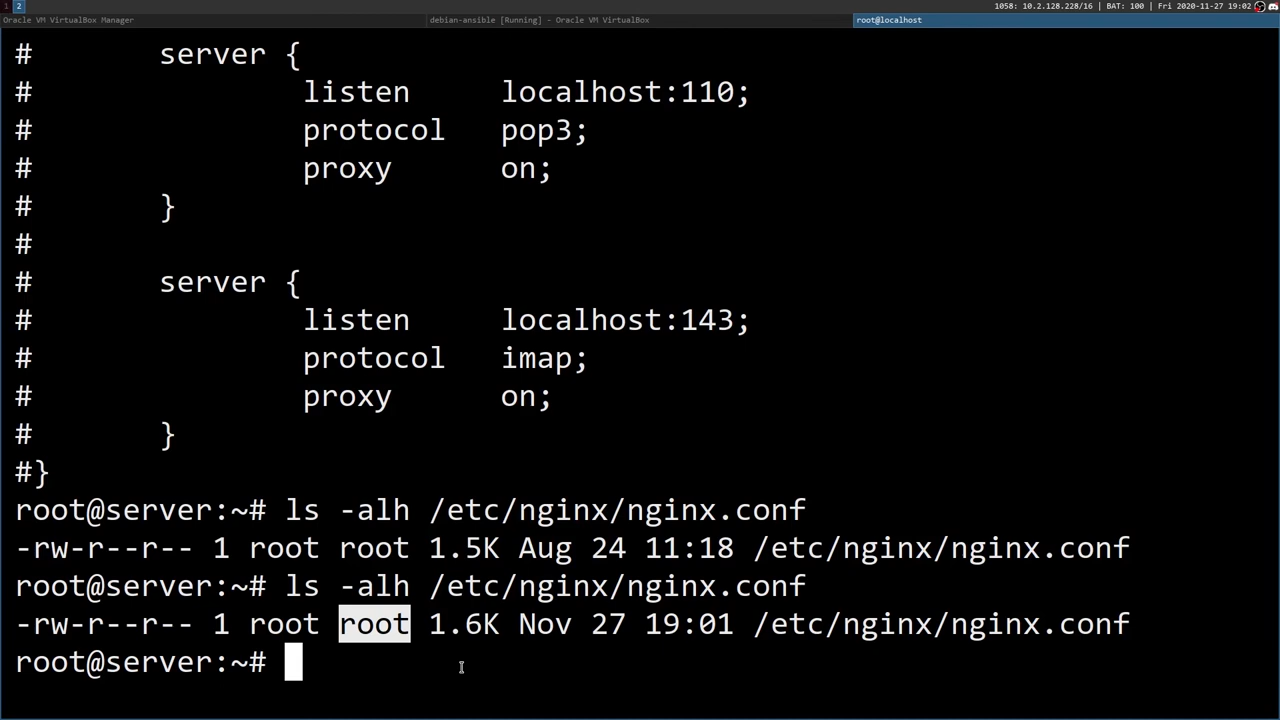 1 2 1058: 10.2.128.228/16 | BAT: 100 | Fri 2020-11-27 19:02
Oracle VM VirtualBox Manager debian-ansible [Running] - Oracle VM VirtualBox root@localhost
#       server {
#               listen     localhost:110;
#               protocol   pop3;
#               proxy      on;
#       }
#
#       server {
#               listen     localhost:143;
#               protocol   imap;
#               proxy      on;
#       }
#}
root@server:~# ls -alh /etc/nginx/nginx.conf
-rw-r--r-- 1 root root 1.5K Aug 24 11:18 /etc/nginx/nginx.conf
root@server:~# ls -alh /etc/nginx/nginx.conf
-rw-r--r-- 1 root root 1.6K Nov 27 19:01 /etc/nginx/nginx.conf
root@server:~#